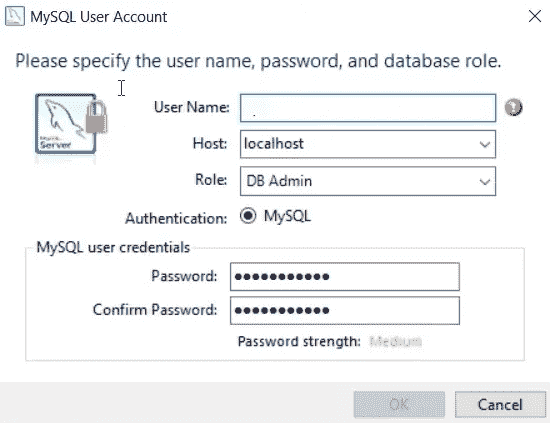 MySQL User Account
Please specify the user name, password, and database role.
User Name:
Server
Host: localhost
Role: DB Admin
Authentication: MySQL
MySQL user credentials
Password: ●●●●●●●●●●●
Confirm Password: ●●●●●●●●●●●
Password strength: Medium
OK Cancel